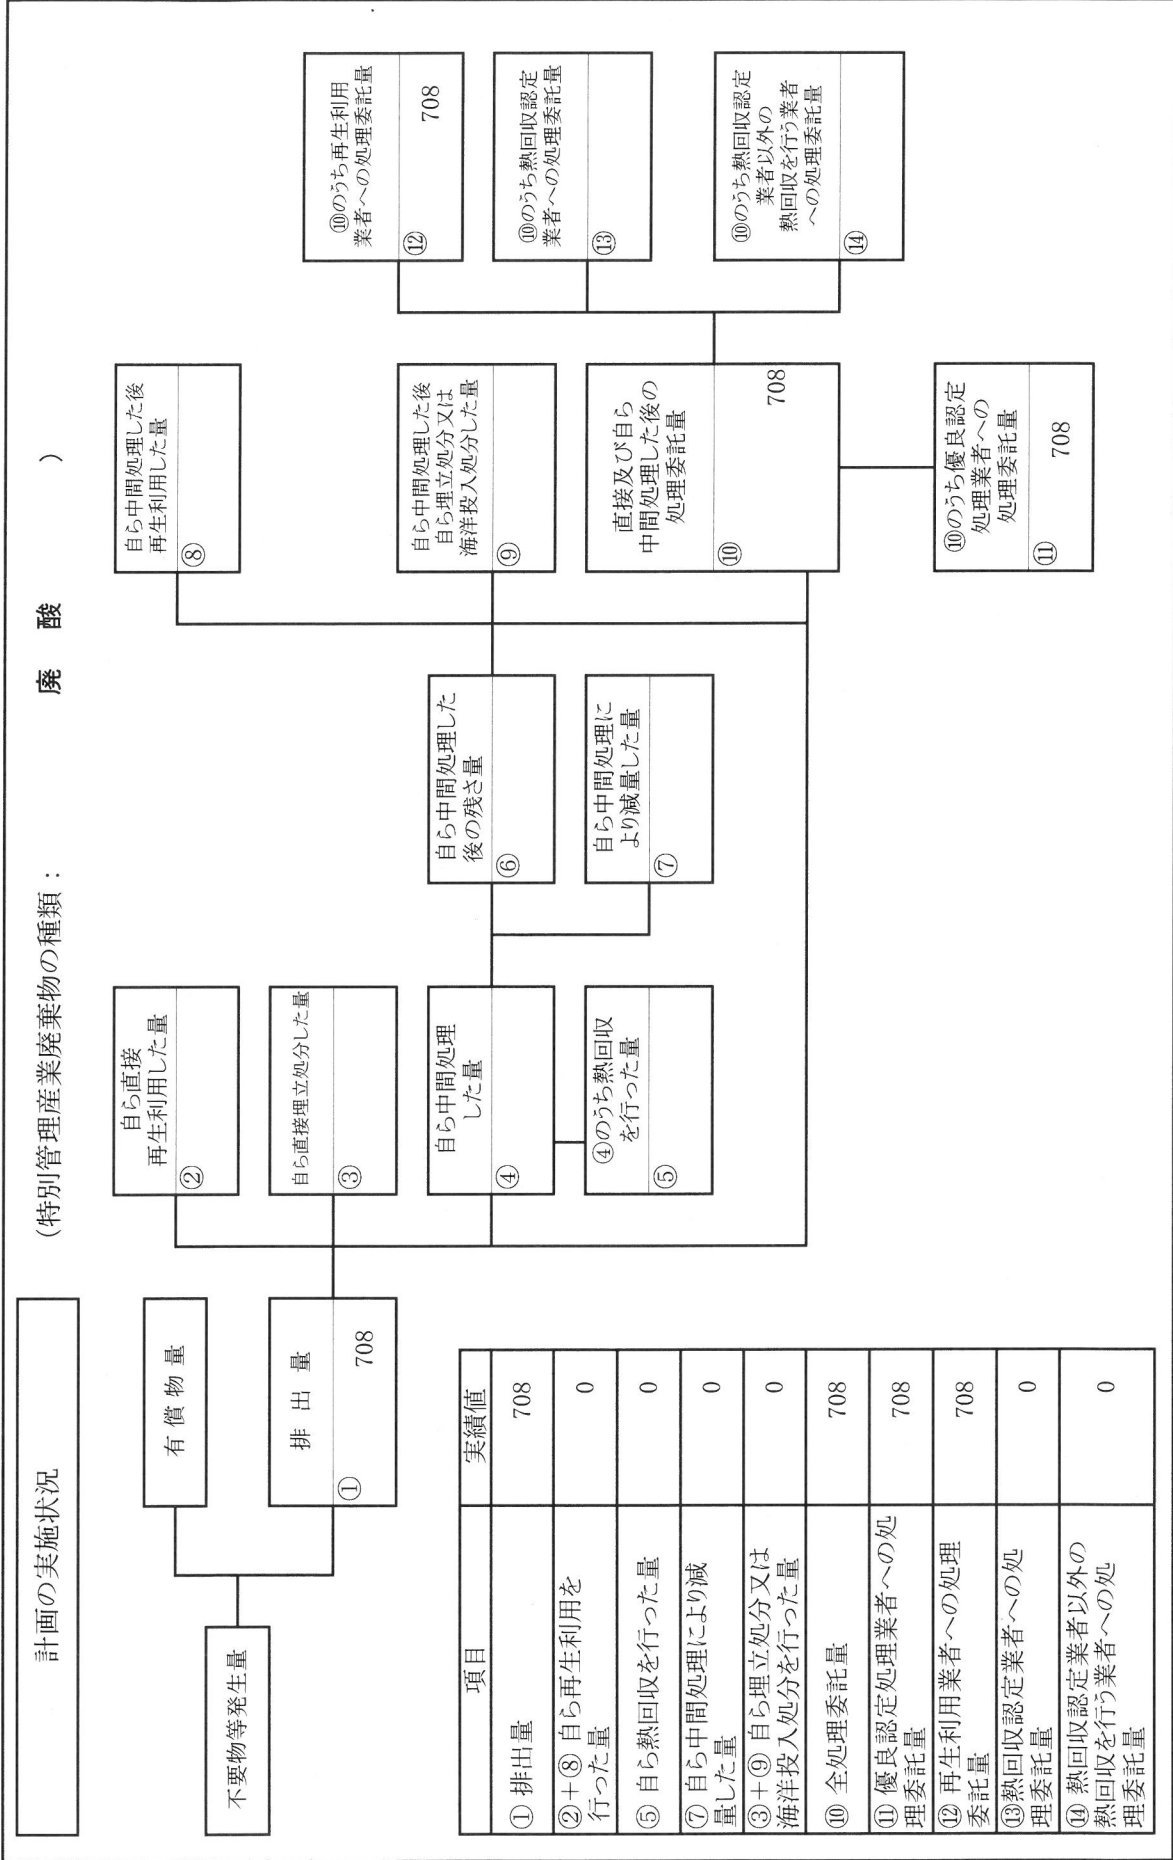 計画の実施状況
(特別管理産業廃棄物の種類： 廃 酸 )
不要物等発生量
有 償 物 量
排 出 量
① 708
自ら直接
再生利用した量
②
自ら直接埋立処分した量
③
自ら中間処理
した量
④
④のうち熱回収
を行った量
⑤
自ら中間処理した
後の残さ量
⑥
自ら中間処理に
より減量した量
⑦
自ら中間処理した後
再生利用した量
⑧
自ら中間処理した後
自ら埋立処分又は
海洋投入処分した量
⑨
直接及び自ら
中間処理した後の
処理委託量
⑩ 708
⑩のうち優良認定
処理業者への
処理委託量
⑪ 708
⑩のうち再生利用
業者への処理委託量
⑫ 708
⑩のうち熱回収認定
業者への処理委託量
⑬
⑩のうち熱回収認定
業者以外の
熱回収を行う業者
への処理委託量
⑭
項目 実績値
① 排出量 708
②＋⑧ 自ら再生利用を
行った量 0
⑤ 自ら熱回収を行った量 0
⑦ 自ら中間処理により減
量した量 0
③＋⑨ 自ら埋立処分又は
海洋投入処分を行った量 0
⑩ 全処理委託量 708
⑪ 優良認定処理業者への処
理委託量 708
⑫ 再生利用業者への処理
委託量 708
⑬熱回収認定業者への処
理委託量 0
⑭ 熱回収認定業者以外の
熱回収を行う業者への処
理委託量 0